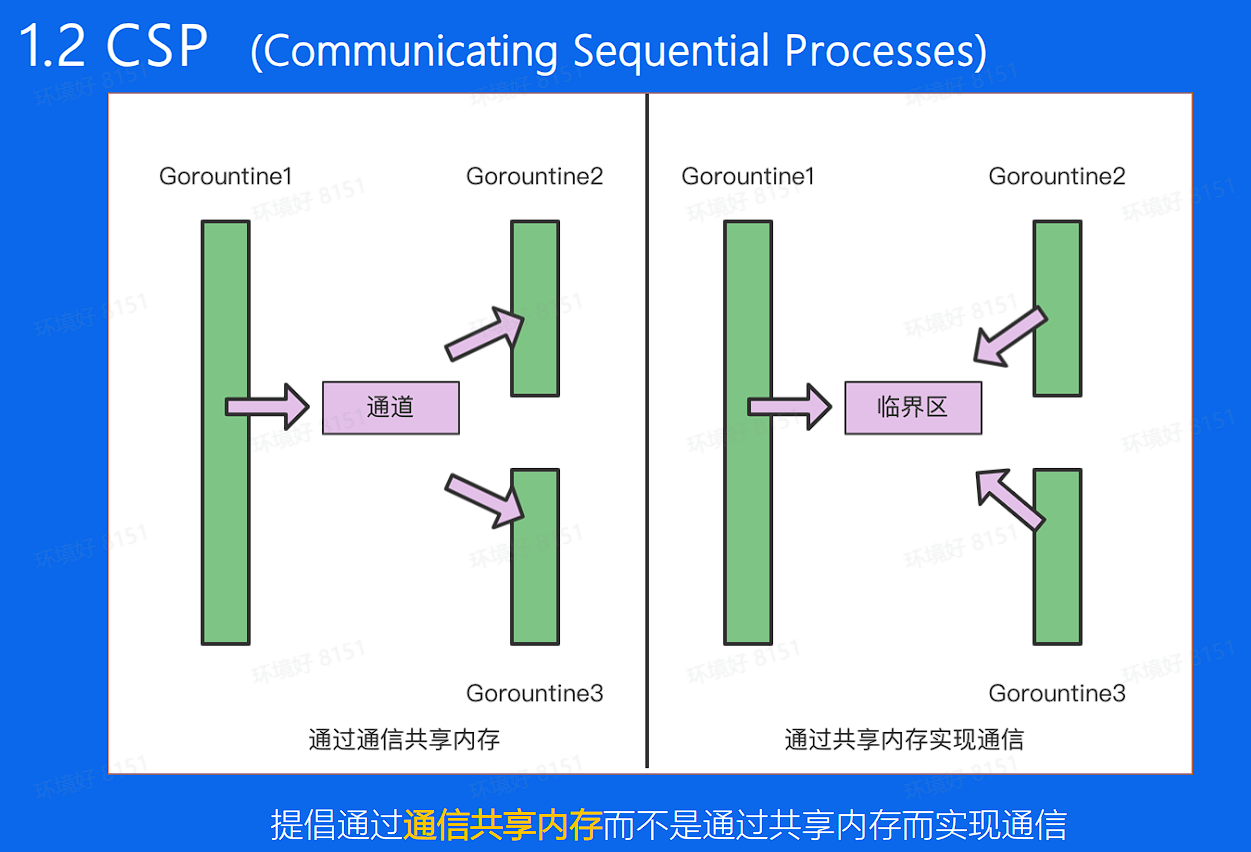 1.2 CSP (Communicating Sequential Processes)
Gorountine1
Gorountine2
通道
Gorountine3
通过通信共享内存
Gorountine1
Gorountine2
临界区
Gorountine3
通过共享内存实现通信
提倡通过通信共享内存而不是通过共享内存而实现通信
环境好 8151